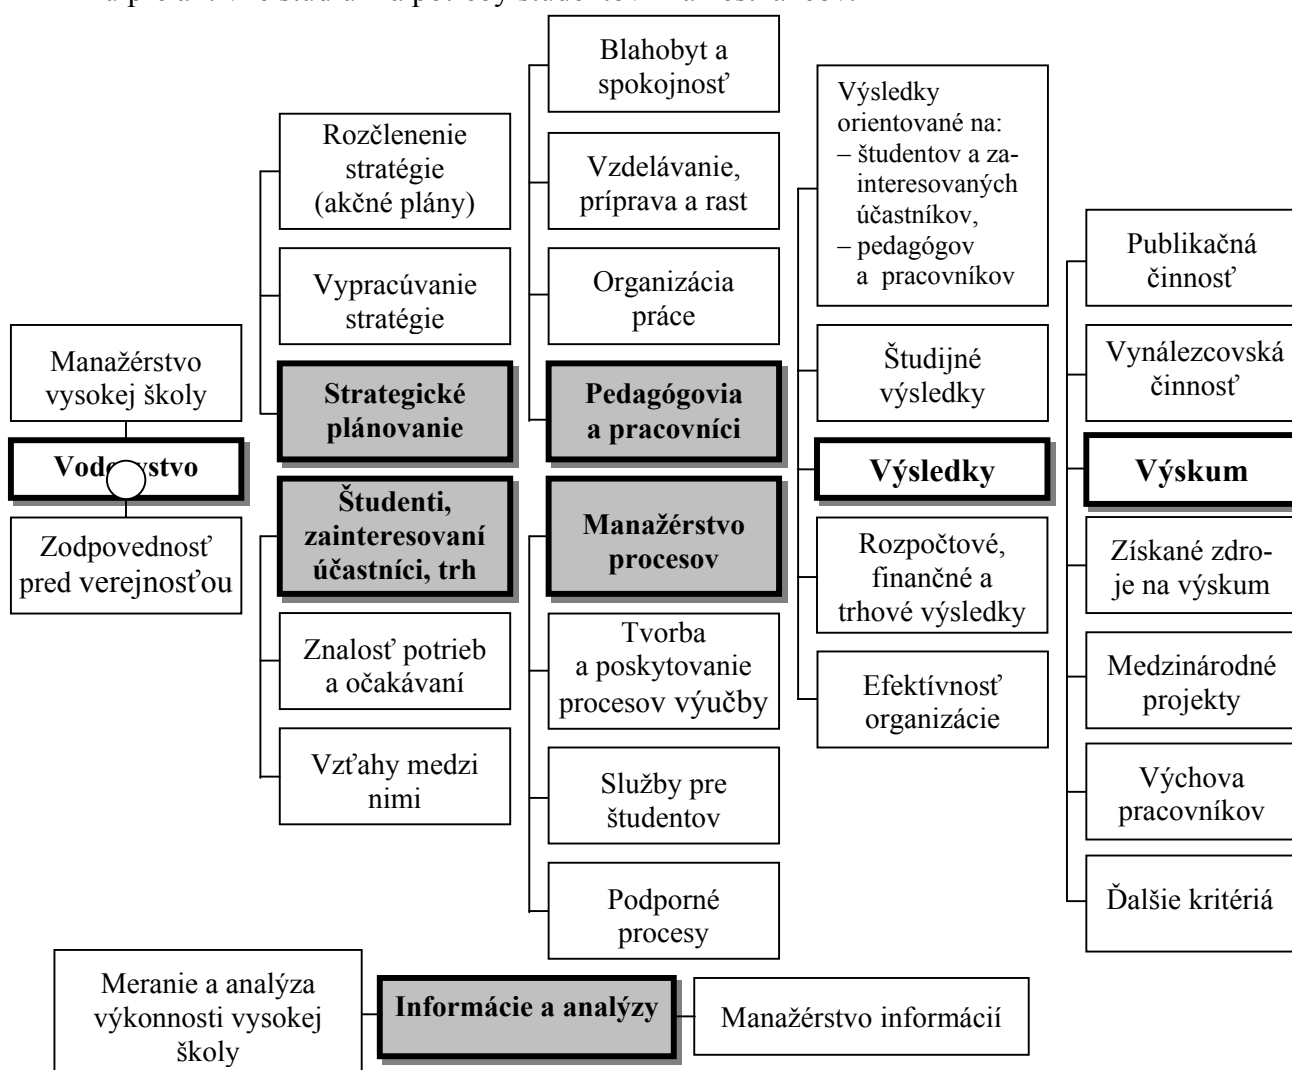 Blahobyt a
spokojnosť
Výsledky
orientované na:
– študentov a za-
interesovaných
účastníkov,
– pedagógov
a pracovníkov
Rozčlenenie
stratégie
(akčné plány)
Vzdelávanie,
príprava a rast
Publikačná
činnosť
Vypracúvanie
stratégie
Organizácia
práce
Manažérstvo
vysokej školy
Študijné
výsledky
Vynálezcovská
činnosť
Strategické
plánovanie
Pedagógovia
a pracovníci
Výsledky
Výskum
Študenti,
zainteresovaní
účastníci, trh
Manažérstvo
procesov
Zodpovednosť
pred verejnosťou
Rozpočtové,
finančné a
trhové výsledky
Získané zdro-
je na výskum
Znalosť potrieb
a očakávaní
Tvorba
a poskytovanie
procesov výučby
Efektívnosť
organizácie
Medzinárodné
projekty
Vzťahy medzi
nimi
Služby pre
študentov
Výchova
pracovníkov
Podporné
procesy
Ďalšie kritériá
Meranie a analýza
výkonnosti vysokej
školy
Informácie a analýzy
Manažérstvo informácií